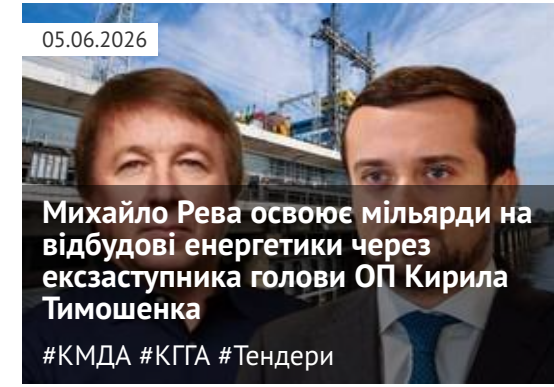 05.06.2026
Михайло Рева освоює мільярди на
відбудові енергетики через
ексзаступника голови ОП Кирила
Тимошенка
#КМДА #КГГА #Тендери